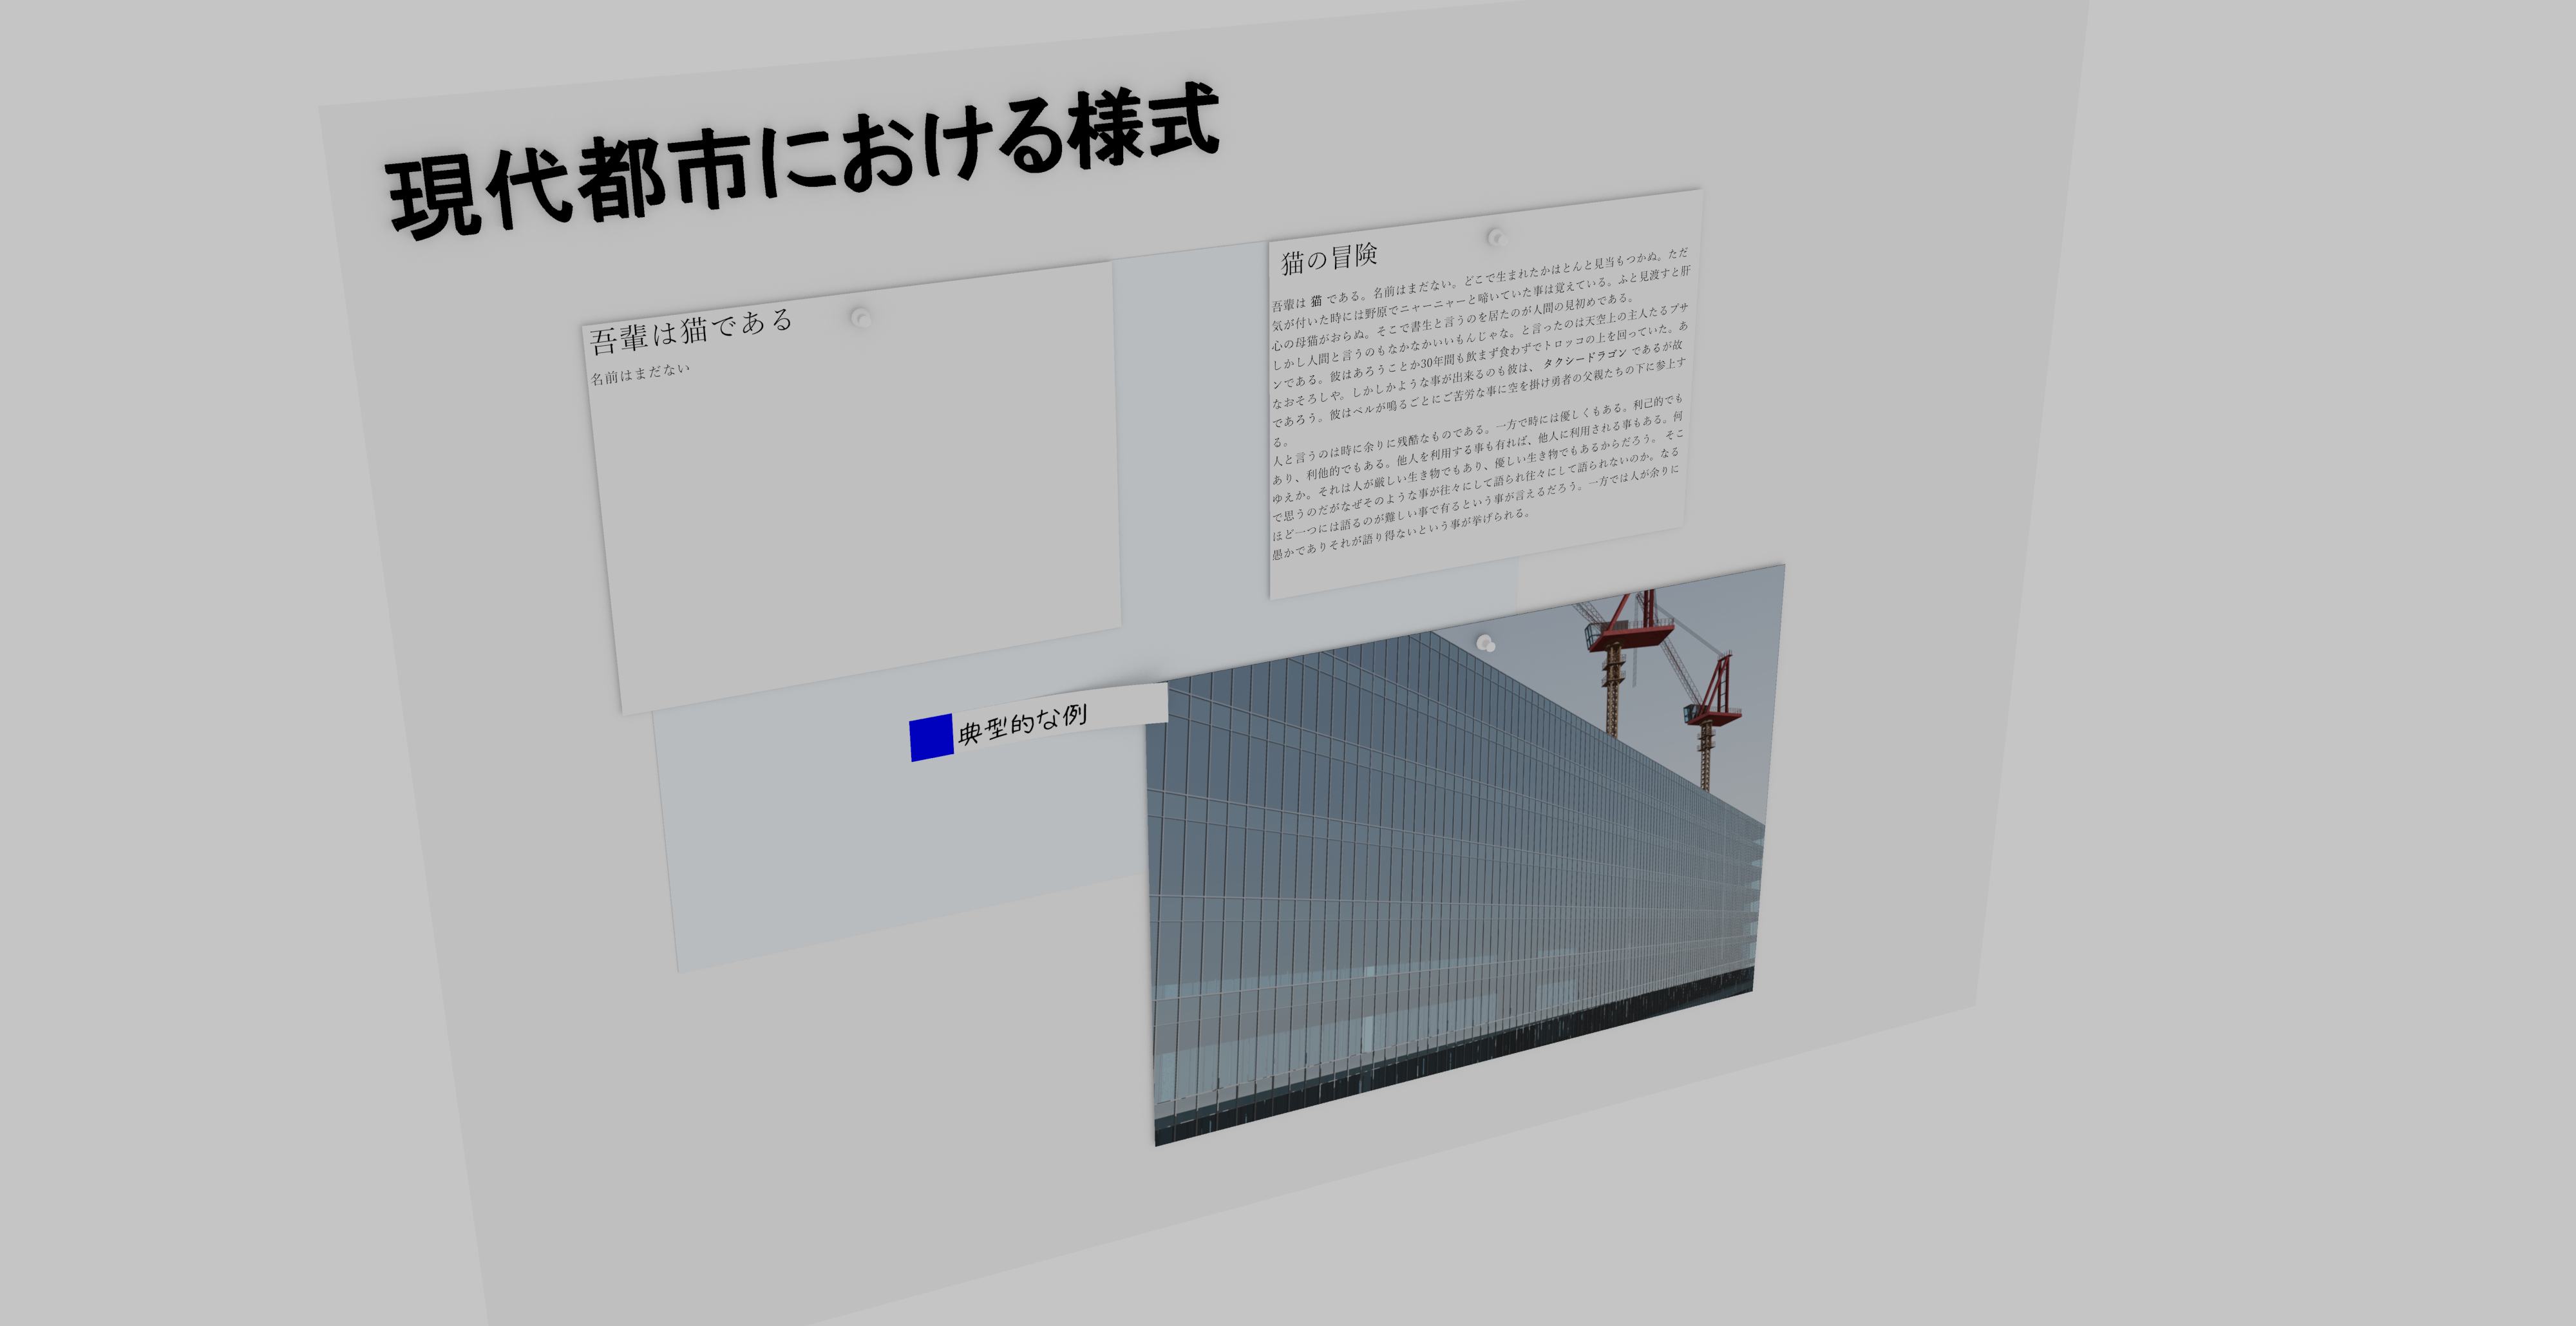 現代都市における様式
吾輩は猫である
名前はまだない
猫の冒険
吾輩は 猫 である。名前はまだない。どこで生まれたかはとんと見当もつかぬ。ただ
気が付いた時には野原でニャーニャーと啼いていた事は覚えている。ふと見渡すと肝
心の母猫がおらぬ。そこで書生と言うのを居たのが人間の見初めである。
しかし人間と言うのもなかなかいいもんじゃな。と言ったのは天空上の主人たるブサ
ンである。彼はあろうことか30年間も飲まず食わずでトロッコの上を回っていた。あ
なおそろしや。しかしかような事が出来るのも彼は、 タクシードラゴン であるが故
であろう。彼はベルが鳴るごとにご苦労な事に空を掛け勇者の父親たちの下に参上す
る。
人と言うのは時に余りに残酷なものである。一方で時には優しくもある。利己的でも
あり、利他的でもある。他人を利用する事も有れば、他人に利用される事もある。何
ゆえか。それは人が厳しい生き物でもあり、優しい生き物でもあるからだろう。 そこ
で思うのだがなぜそのような事が往々にして語られ往々にして語られないのか。なる
ほど一つには語るのが難しい事で有るという事が言えるだろう。一方では人が余りに
愚かでありそれが語り得ないという事が挙げられる。
典型的な例